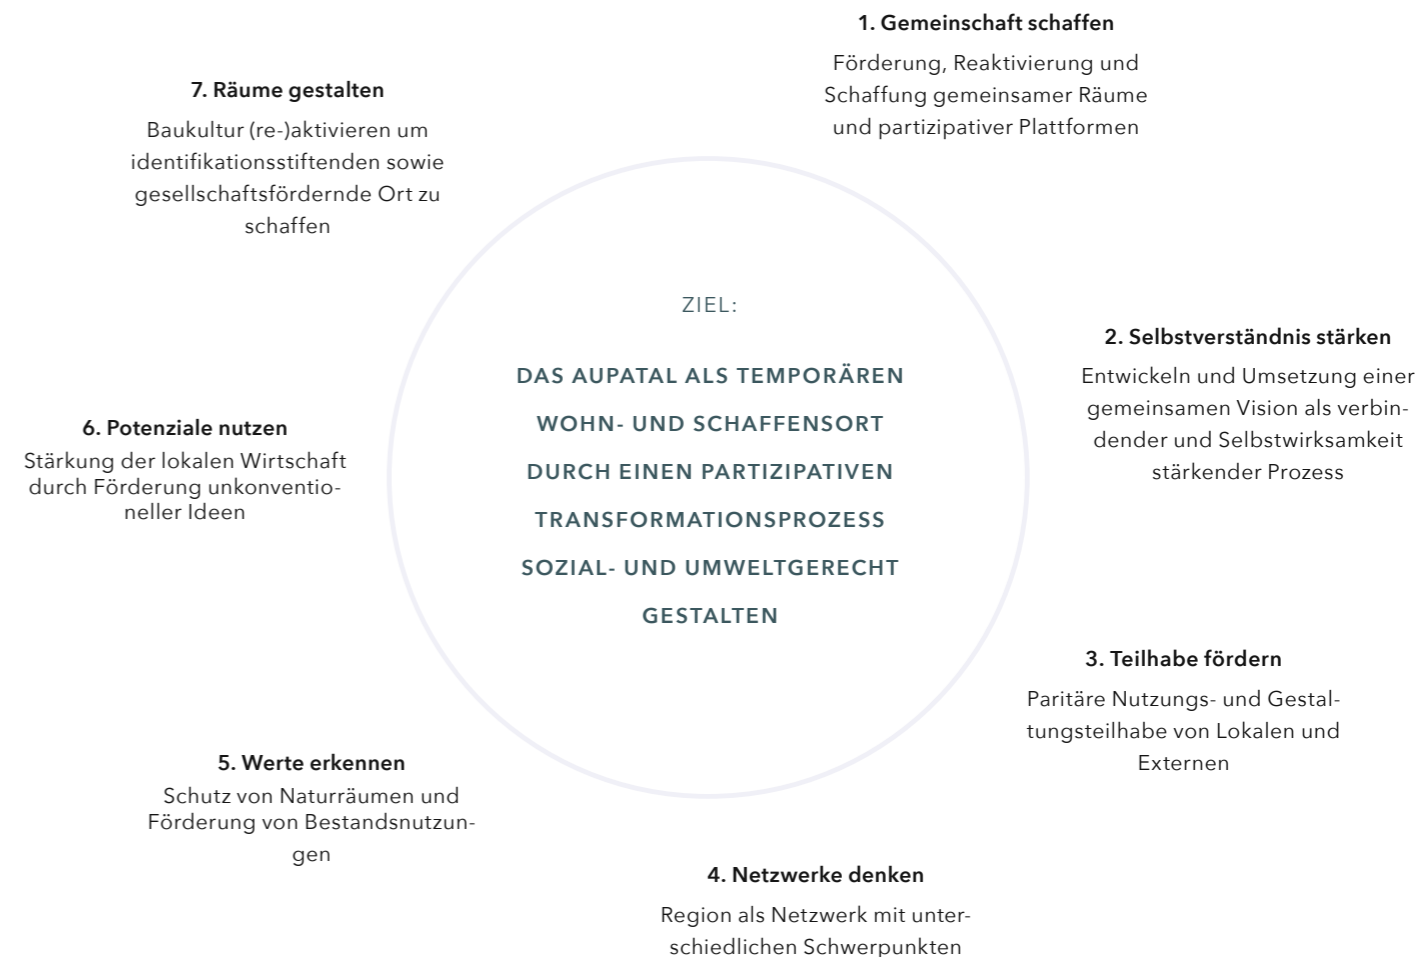 1. Gemeinschaft schaffen
Förderung, Reaktivierung und
Schaffung gemeinsamer Räume
und partizipativer Plattformen
7. Räume gestalten
Baukultur (re-)aktivieren um
identifikationsstiftenden sowie
gesellschaftsfördernde Ort zu
schaffen
ZIEL:
DAS AUPATAL ALS TEMPORÄREN
WOHN- UND SCHAFFENSORT
DURCH EINEN PARTIZIPATIVEN
TRANSFORMATIONSPROZESS
SOZIAL- UND UMWELTGERECHT
GESTALTEN
2. Selbstverständnis stärken
Entwickeln und Umsetzung einer
gemeinsamen Vision als verbin-
dender und Selbstwirksamkeit
stärkender Prozess
6. Potenziale nutzen
Stärkung der lokalen Wirtschaft
durch Förderung unkonventio-
neller Ideen
3. Teilhabe fördern
Paritäre Nutzungs- und Gestal-
tungsteilhabe von Lokalen und
Externen
5. Werte erkennen
Schutz von Naturräumen und
Förderung von Bestandsnutzun-
gen
4. Netzwerke denken
Region als Netzwerk mit unter-
schiedlichen Schwerpunkten